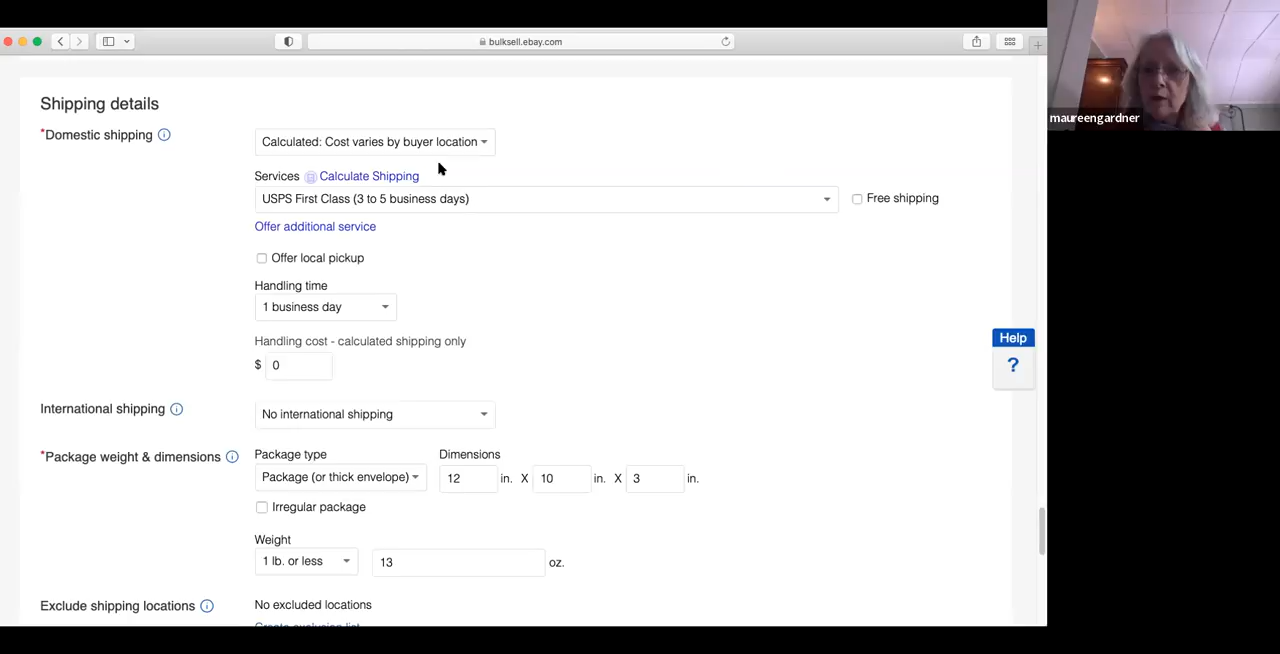 bulksell.ebay.com
maureengardner
Shipping details
*Domestic shipping
Calculated: Cost varies by buyer location
Services Calculate Shipping
USPS First Class (3 to 5 business days)
Free shipping
Offer additional service
Offer local pickup
Handling time
1 business day
Help
?
Handling cost - calculated shipping only
$ 0
International shipping
No international shipping
*Package weight & dimensions
Package type
Dimensions
Package (or thick envelope)
12 in. X 10 in. X 3 in.
Irregular package
Weight
1 lb. or less
13 oz.
Exclude shipping locations
No excluded locations
Create exclusion list